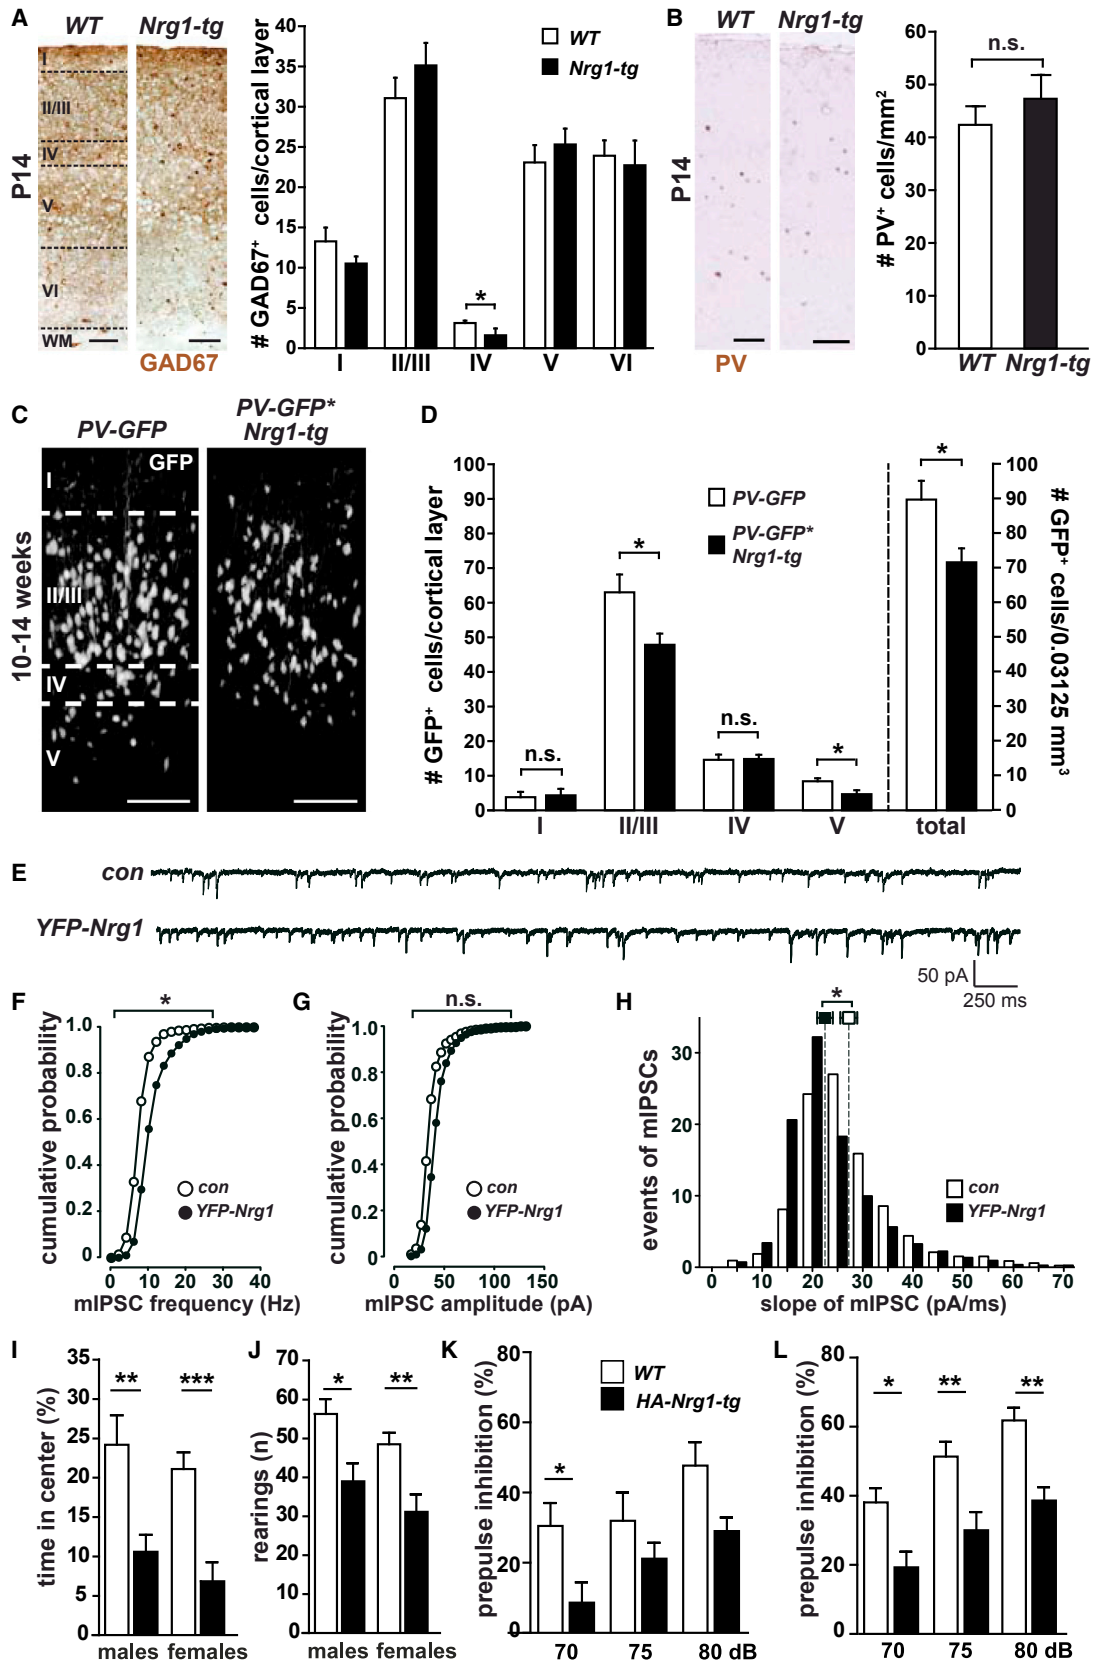 A
WT
Nrg1-tg
P14
I
II/III
IV
V
VI
WM
GAD67
# GAD67+ cells/cortical layer
40
35
30
25
20
15
10
5
0
WT
Nrg1-tg
*
I
II/III
IV
V
VI
B
WT
Nrg1-tg
P14
PV
# PV+ cells/mm2
60
50
40
30
20
10
0
n.s.
WT
Nrg1-tg
C
PV-GFP
PV-GFP*
Nrg1-tg
10-14 weeks
GFP
I
II/III
IV
V
D
# GFP+ cells/cortical layer
100
90
80
70
60
50
40
30
20
10
0
PV-GFP
PV-GFP*
Nrg1-tg
n.s.
*
n.s.
*
*
I
II/III
IV
V
total
100
90
80
70
60
50
40
30
20
10
0
# GFP+ cells/0.03125 mm3
E
con
YFP-Nrg1
50 pA
250 ms
F
*
cumulative probability
1.0
0.8
0.6
0.4
0.2
0
con
YFP-Nrg1
0
10
20
30
40
mIPSC frequency (Hz)
G
n.s.
cumulative probability
1.0
0.8
0.6
0.4
0.2
0
con
YFP-Nrg1
0
50
100
150
mIPSC amplitude (pA)
H
*
events of mIPSCs
30
20
10
0
con
YFP-Nrg1
0
10
20
30
40
50
60
70
slope of mIPSC (pA/ms)
I
time in center (%)
35
30
25
20
15
10
5
0
**
***
males
females
J
rearings (n)
70
60
50
40
30
20
10
0
*
**
males
females
K
prepulse inhibition (%)
80
60
40
20
0
WT
HA-Nrg1-tg
*
70
75
80 dB
L
prepulse inhibition (%)
80
60
40
20
0
*
**
**
70
75
80 dB